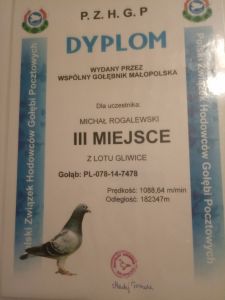 P. Z. H. G. P
DYPLOM
WYDANY PRZEZ
WSPÓLNY GOŁĘBNIK MAŁOPOLSKA
Dla uczestnika:
MICHAŁ ROGALEWSKI
III MIEJSCE
Z LOTU GLIWICE
Gołąb: PL-078-14-7478
Prędkość: 1088,64 m/min
Odległość: 182347m
Polski Związek Hodowców Gołębi Pocztowych
Polski Związek Hodowców Gołębi Pocztowych